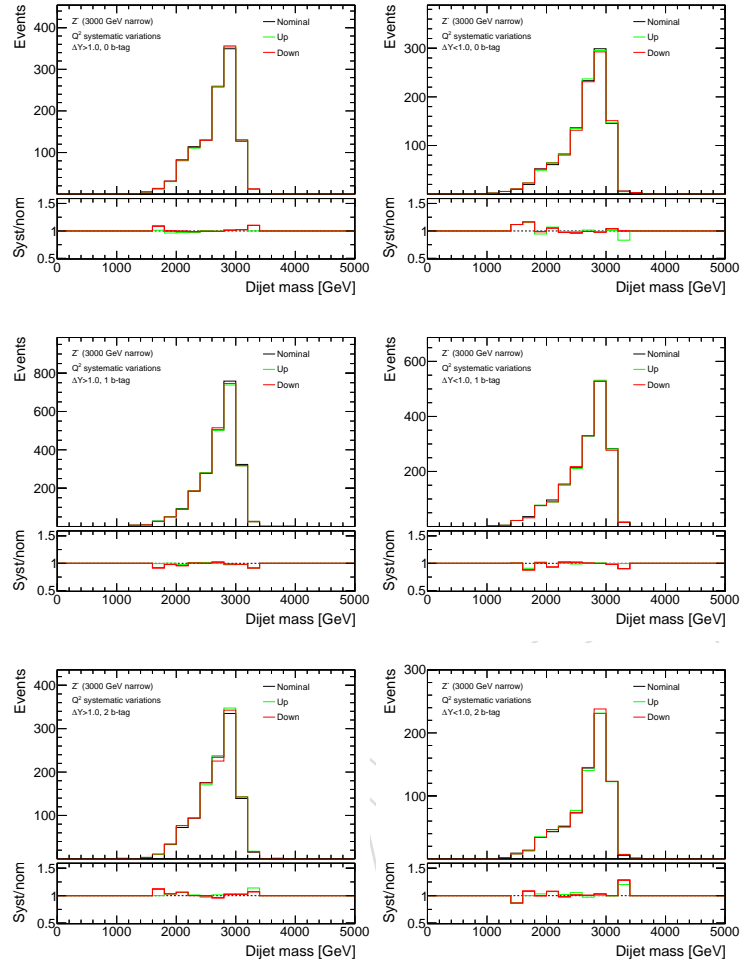 Events
400
300
200
100
Z' (3000 GeV narrow)
Q² systematic variations
ΔY>1.0, 0 b-tag
Nominal
Up
Down
Syst/nom
1.5
1
0.5
0 1000 2000 3000 4000 5000
Dijet mass [GeV]
Events
300
200
100
Z' (3000 GeV narrow)
Q² systematic variations
ΔY<1.0, 0 b-tag
Nominal
Up
Down
Syst/nom
1.5
1
0.5
0 1000 2000 3000 4000 5000
Dijet mass [GeV]
Events
800
600
400
200
Z' (3000 GeV narrow)
Q² systematic variations
ΔY>1.0, 1 b-tag
Nominal
Up
Down
Syst/nom
1.5
1
0.5
0 1000 2000 3000 4000 5000
Dijet mass [GeV]
Events
600
400
200
Z' (3000 GeV narrow)
Q² systematic variations
ΔY<1.0, 1 b-tag
Nominal
Up
Down
Syst/nom
1.5
1
0.5
0 1000 2000 3000 4000 5000
Dijet mass [GeV]
Events
400
300
200
100
Z' (3000 GeV narrow)
Q² systematic variations
ΔY>1.0, 2 b-tag
Nominal
Up
Down
Syst/nom
1.5
1
0.5
0 1000 2000 3000 4000 5000
Dijet mass [GeV]
Events
300
200
100
Z' (3000 GeV narrow)
Q² systematic variations
ΔY<1.0, 2 b-tag
Nominal
Up
Down
Syst/nom
1.5
1
0.5
0 1000 2000 3000 4000 5000
Dijet mass [GeV]